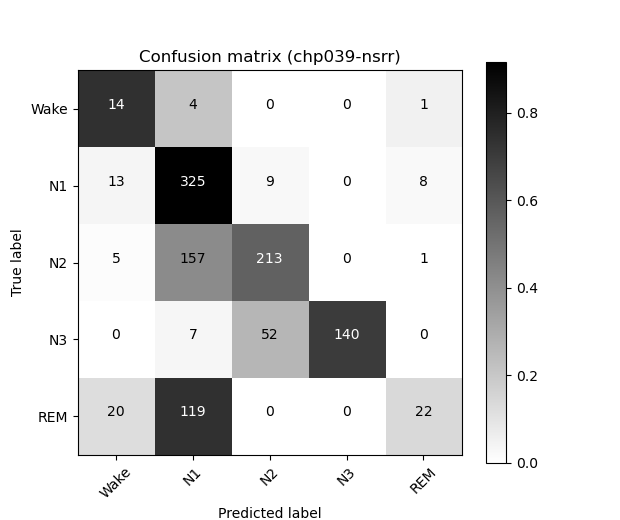 Confusion matrix (chp039-nsrr)
True label
Wake 14 4 0 0 1
N1 13 325 9 0 8
N2 5 157 213 0 1
N3 0 7 52 140 0
REM 20 119 0 0 22
Wake N1 N2 N3 REM
Predicted label
0.8
0.6
0.4
0.2
0.0